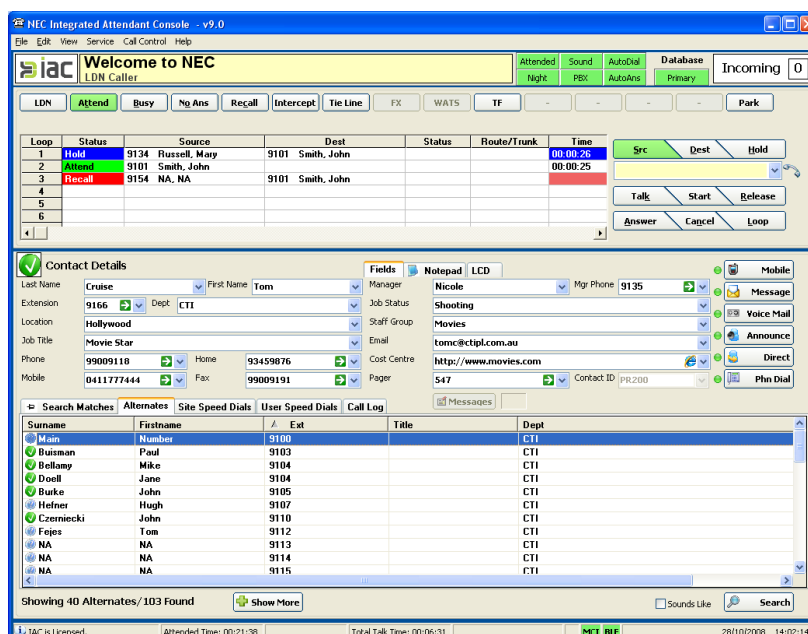 NEC Integrated Attendant Console - v9.0
File Edit View Service Call Control Help
iac Welcome to NEC Attended Sound AutoDial Database Incoming 0
LDN Caller Night PBX AutoAns Primary
LDN Attend Busy No Ans Recall Intercept Tie Line FX WATS TF - - - - Park
Loop Status Source Dest Status Route/Trunk Time
1 Hold 9134 Russell, Mary 9101 Smith, John 00:00:26
2 Attend 9101 Smith, John 00:00:25
3 Recall 9154 NA, NA 9101 Smith, John
4
5
6
Src Dest Hold
Talk Start Release
Answer Cancel Loop
Contact Details Fields Notepad LCD
Last Name Cruise First Name Tom Manager Nicole Mgr Phone 9135 Mobile
Extension 9166 Dept CTI Job Status Shooting Message
Location Hollywood Staff Group Movies Voice Mail
Job Title Movie Star Email tomc@ctipl.com.au Announce
Phone 99009118 Home 93459876 Cost Centre http://www.movies.com Direct
Mobile 0411777444 Fax 99009191 Pager 547 Contact ID PR200 Phn Dial
Messages
Search Matches Alternates Site Speed Dials User Speed Dials Call Log
Surname Firstname Ext Title Dept
Main Number 9100 CTI
Buisman Paul 9103 CTI
Bellamy Mike 9104 CTI
Doell Jane 9104 CTI
Burke John 9105 CTI
Hefner Hugh 9107 CTI
Czerniecki John 9110 CTI
Fejes Tom 9112 CTI
NA NA 9113 CTI
NA NA 9114 CTI
NA NA 9115 CTI
Showing 40 Alternates/103 Found Show More Sounds Like Search
IAC is Licensed. Attended Time: 00:21:38 Total Talk Time: 00:06:31 MCI BLF 28/10/2008 14:02:14